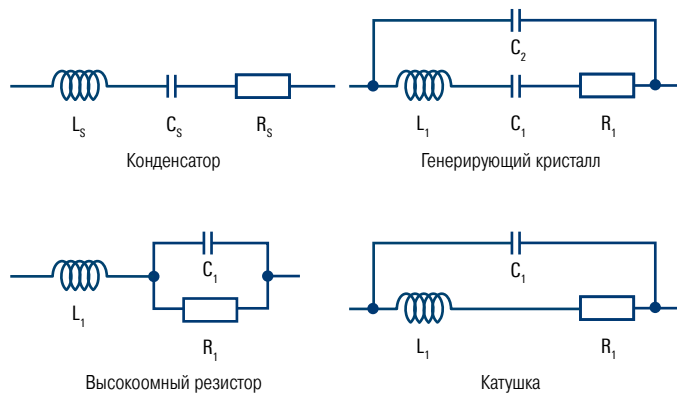 C₂
Lₛ Cₛ Rₛ
L₁ C₁ R₁
Конденсатор
Генерирующий кристалл
C₁
L₁
R₁
C₁
L₁ R₁
Высокоомный резистор
Катушка